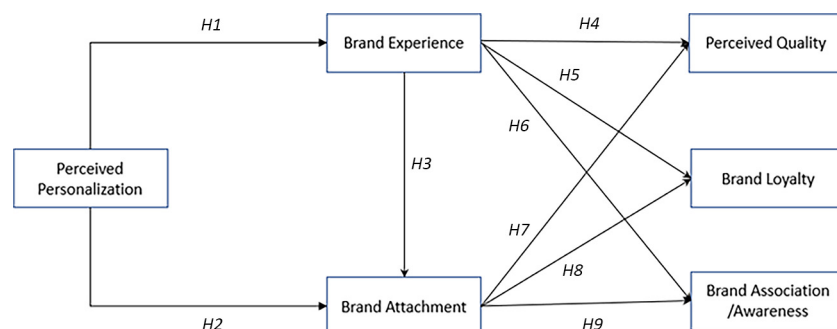 H1
Brand Experience
H4
Perceived Quality
H5
H6
Perceived
Personalization
H3
Brand Loyalty
H7
H8
H2
Brand Attachment
H9
Brand Association
/Awareness